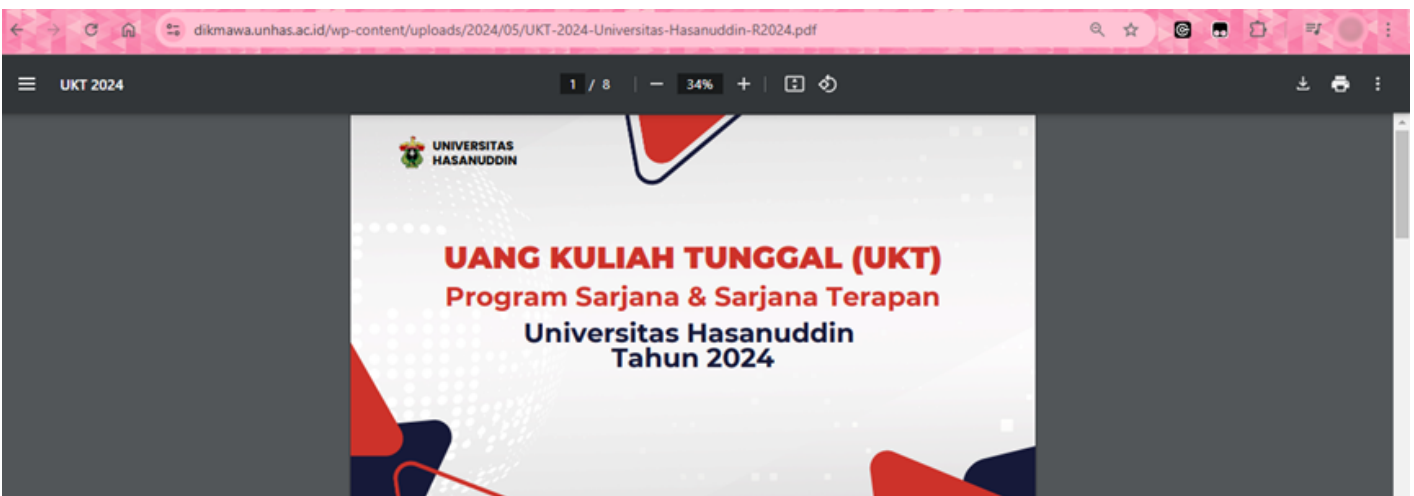 dikmawa.unhas.ac.id/wp-content/uploads/2024/05/UKT-2024-Universitas-Hasanuddin-R2024.pdf
UKT 2024
1 / 8
34%
UNIVERSITAS
HASANUDDIN
UANG KULIAH TUNGGAL (UKT)
Program Sarjana & Sarjana Terapan
Universitas Hasanuddin
Tahun 2024